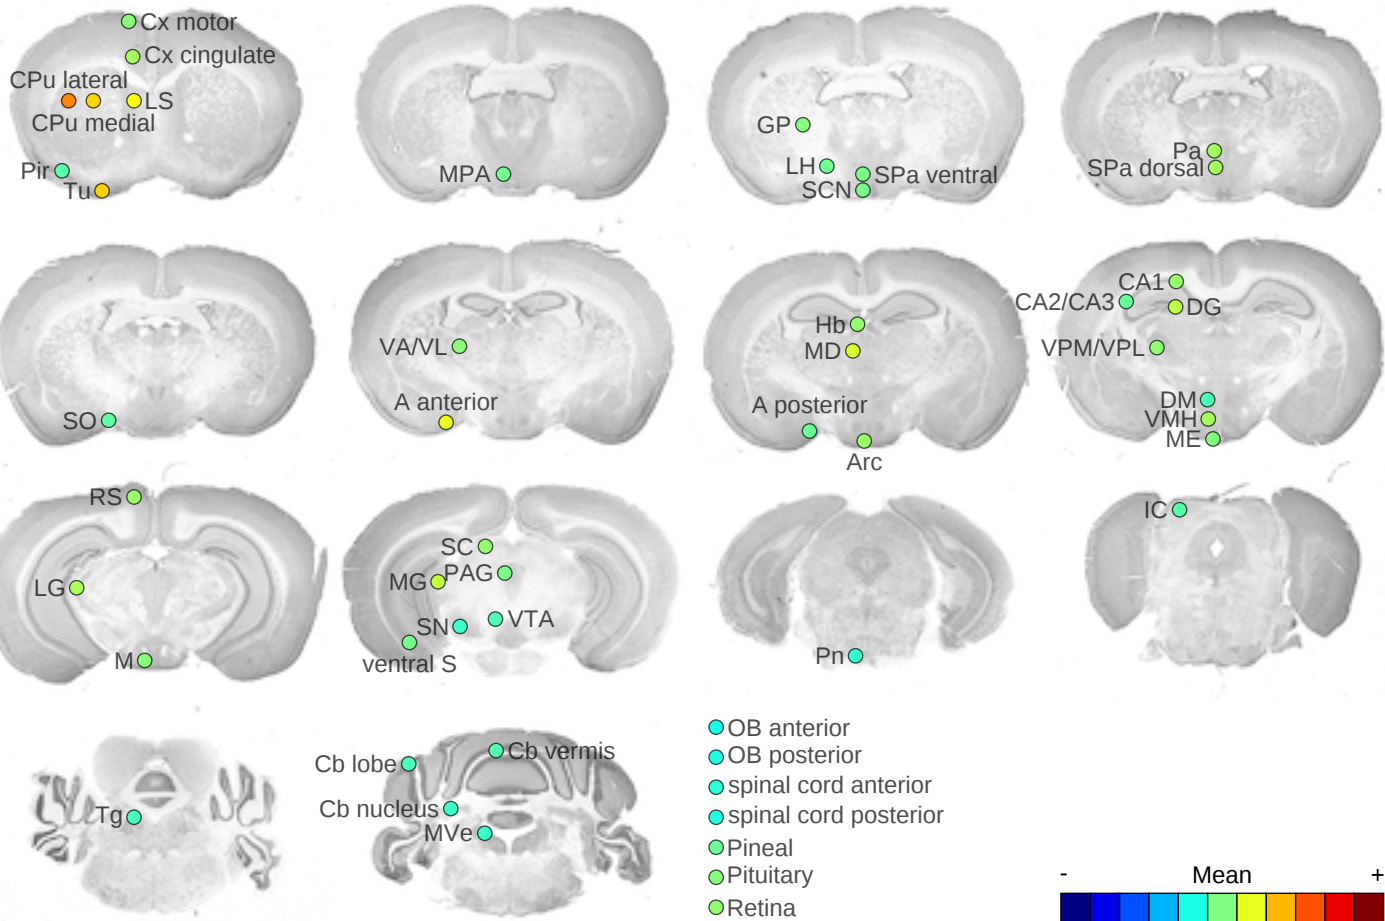 Cx motor
Cx cingulate
CPu lateral
LS
CPu medial
Pir
Tu
MPA
GP
LH
SPa ventral
SCN
Pa
SPa dorsal
SO
VA/VL
A anterior
Hb
MD
A posterior
Arc
CA1
CA2/CA3
DG
VPM/VPL
DM
VMH
ME
RS
LG
M
SC
PAG
MG
SN
VTA
ventral S
Pn
IC
Tg
Cb lobe
Cb vermis
Cb nucleus
MVe
OB anterior
OB posterior
spinal cord anterior
spinal cord posterior
Pineal
Pituitary
Retina
- Mean +